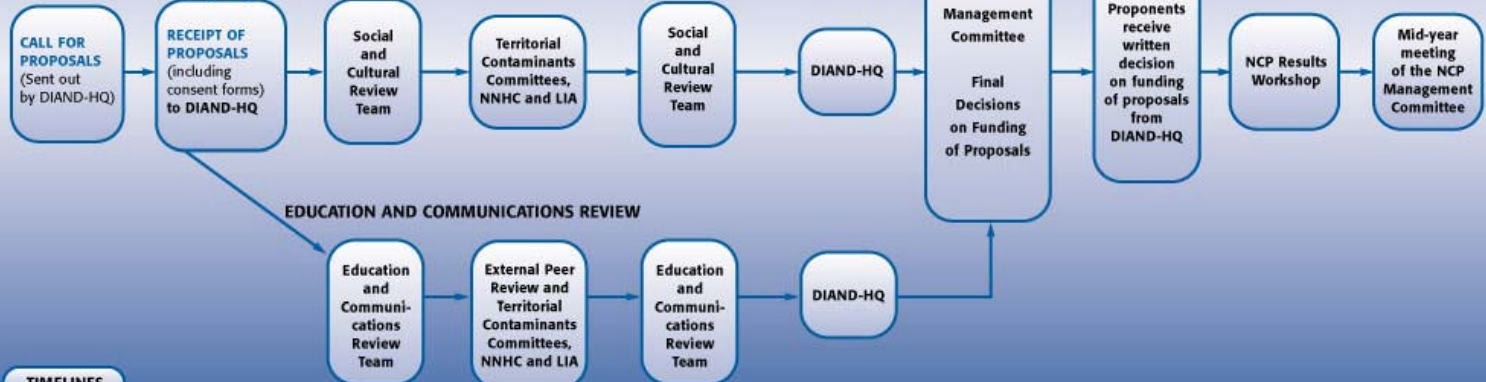 CALL FOR
PROPOSALS
(Sent out
by DIAND-HQ)
RECEIPT OF
PROPOSALS
(including
consent forms)
to DIAND-HQ
Social
and
Cultural
Review
Team
Territorial
Contaminants
Committees,
NNHC and LIA
Social
and
Cultural
Review
Team
DIAND-HQ
Management
Committee
Final
Decisions
on Funding
of Proposals
Proponents
receive
written
decision
on funding
of proposals
from
DIAND-HQ
NCP Results
Workshop
Mid-year
meeting
of the NCP
Management
Committee
EDUCATION AND COMMUNICATIONS REVIEW
Education
and
Communi-
cations
Review
Team
External Peer
Review and
Territorial
Contaminants
Committees,
NNHC and LIA
Education
and
Communi-
cations
Review
Team
DIAND-HQ
TIMELINES